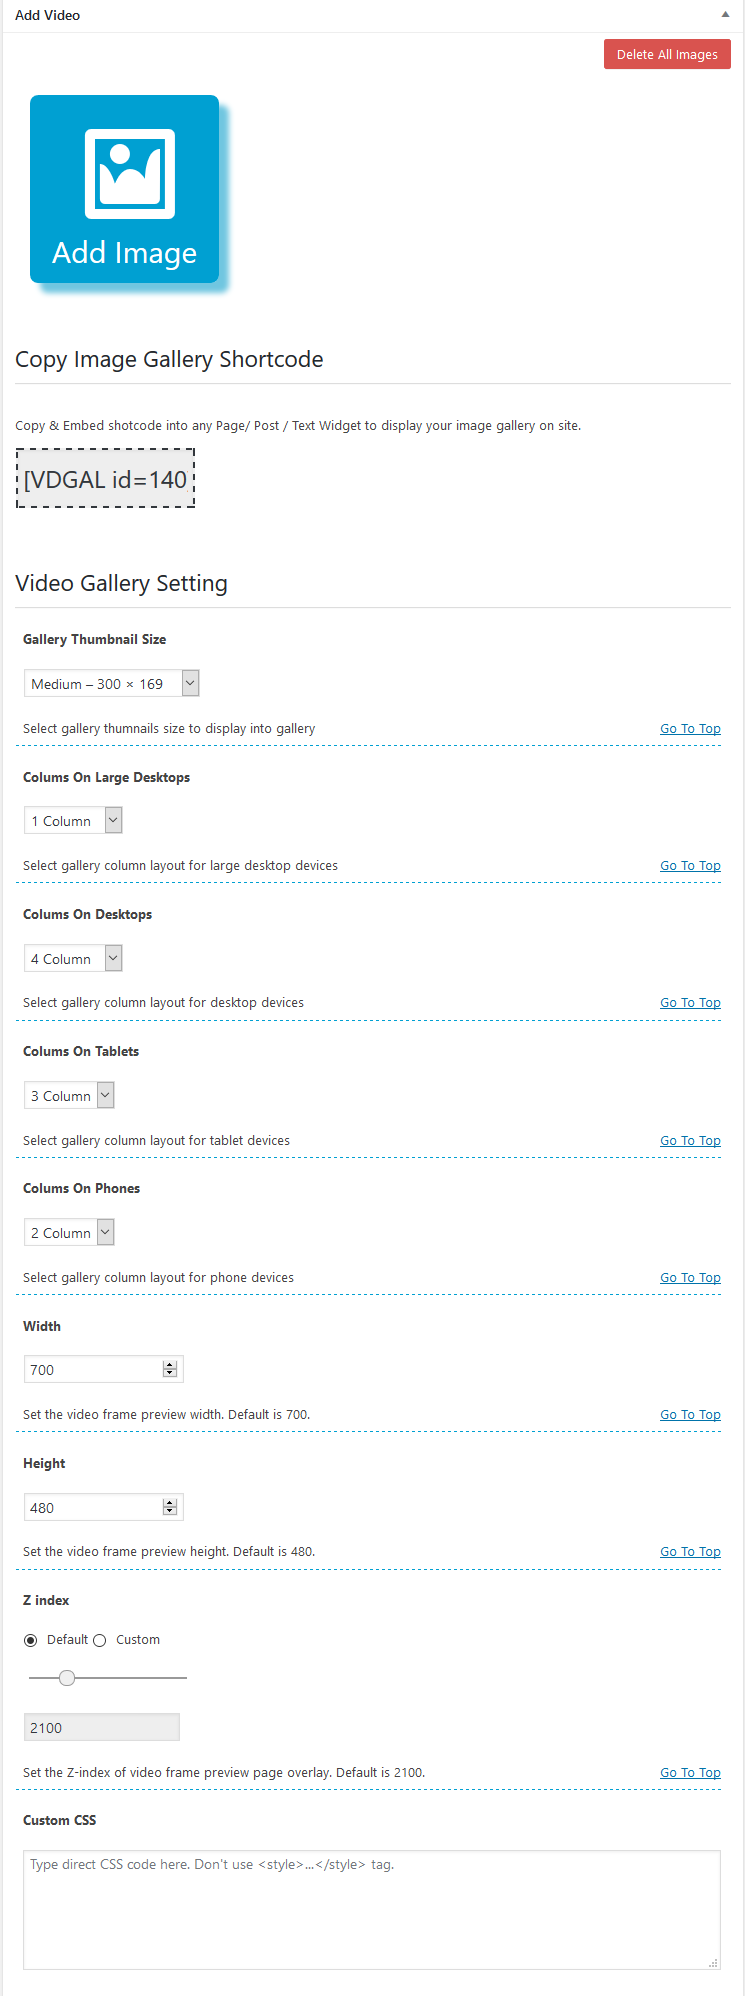 Add Video
Delete All Images
Add Image
Copy Image Gallery Shortcode
Copy & Embed shotcode into any Page/ Post / Text Widget to display your image gallery on site.
[VDGAL id=140
Video Gallery Setting
Gallery Thumbnail Size
Medium – 300 × 169
Select gallery thumnails size to display into gallery Go To Top
Colums On Large Desktops
1 Column
Select gallery column layout for large desktop devices Go To Top
Colums On Desktops
4 Column
Select gallery column layout for desktop devices Go To Top
Colums On Tablets
3 Column
Select gallery column layout for tablet devices Go To Top
Colums On Phones
2 Column
Select gallery column layout for phone devices Go To Top
Width
700
Set the video frame preview width. Default is 700. Go To Top
Height
480
Set the video frame preview height. Default is 480. Go To Top
Z index
Default Custom
2100
Set the Z-index of video frame preview page overlay. Default is 2100. Go To Top
Custom CSS
Type direct CSS code here. Don't use <style>...</style> tag.